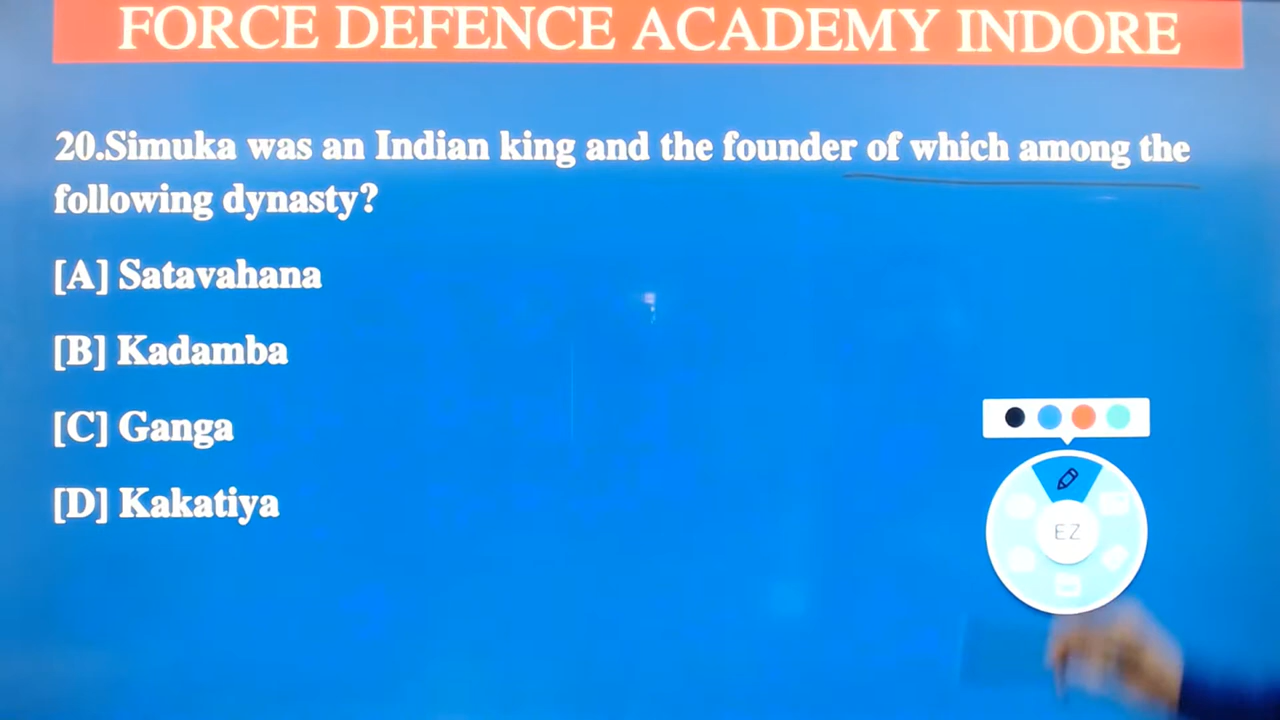 FORCE DEFENCE ACADEMY INDORE
20.Simuka was an Indian king and the founder of which among the
following dynasty?
[A] Satavahana
[B] Kadamba
[C] Ganga
[D] Kakatiya
EZ